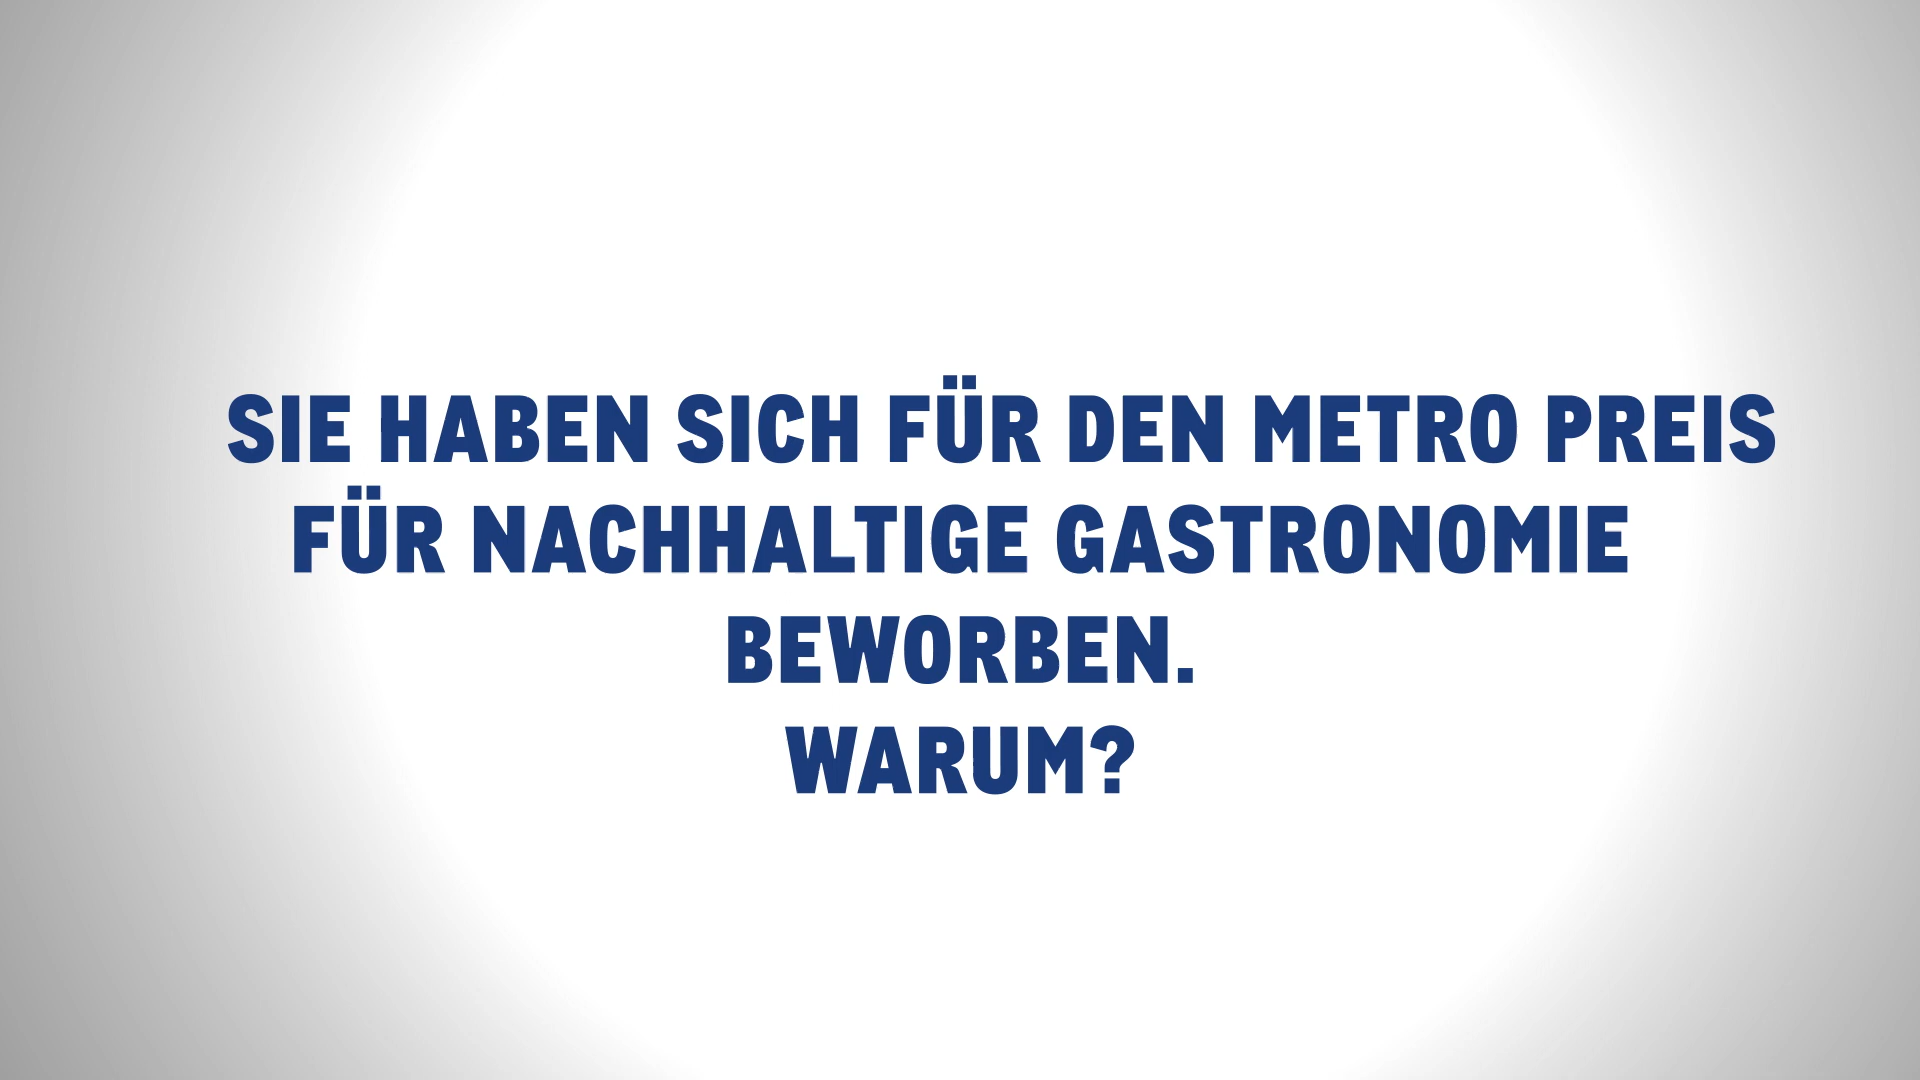 SIE HABEN SICH FÜR DEN METRO PREIS
FÜR NACHHALTIGE GASTRONOMIE
BEWORBEN.
WARUM?